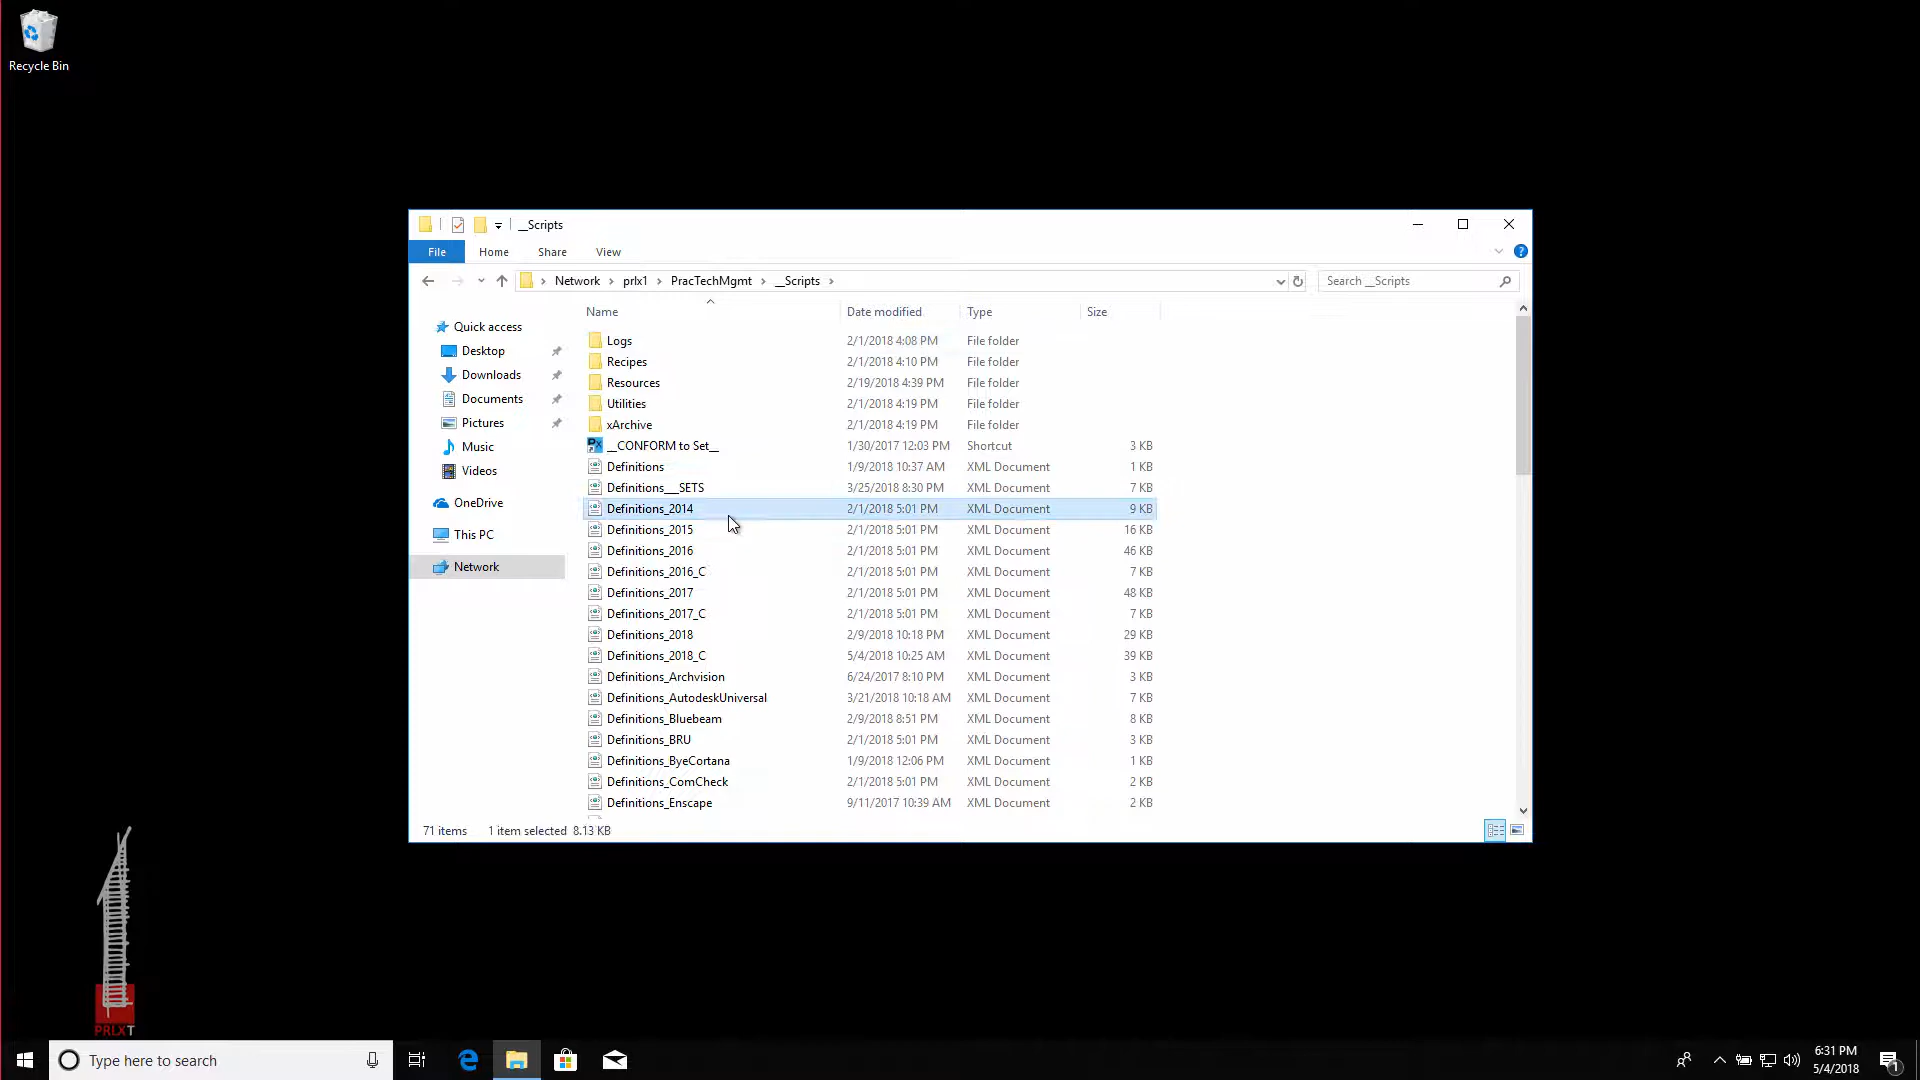 Recycle Bin
__Scripts
File Home Share View
Network prlx1 PracTechMgmt __Scripts
Search __Scripts
Name Date modified Type Size
Quick access
Desktop
Downloads
Documents
Pictures
Music
Videos
OneDrive
This PC
Network
Logs 2/1/2018 4:08 PM File folder
Recipes 2/1/2018 4:10 PM File folder
Resources 2/19/2018 4:39 PM File folder
Utilities 2/1/2018 4:19 PM File folder
xArchive 2/1/2018 4:19 PM File folder
__CONFORM to Set__ 1/30/2017 12:03 PM Shortcut 3 KB
Definitions 1/9/2018 10:37 AM XML Document 1 KB
Definitions___SETS 3/25/2018 8:30 PM XML Document 7 KB
Definitions_2014 2/1/2018 5:01 PM XML Document 9 KB
Definitions_2015 2/1/2018 5:01 PM XML Document 16 KB
Definitions_2016 2/1/2018 5:01 PM XML Document 46 KB
Definitions_2016_C 2/1/2018 5:01 PM XML Document 7 KB
Definitions_2017 2/1/2018 5:01 PM XML Document 48 KB
Definitions_2017_C 2/1/2018 5:01 PM XML Document 7 KB
Definitions_2018 2/9/2018 10:18 PM XML Document 29 KB
Definitions_2018_C 5/4/2018 10:25 AM XML Document 39 KB
Definitions_Archvision 6/24/2017 8:10 PM XML Document 3 KB
Definitions_AutodeskUniversal 3/21/2018 10:18 AM XML Document 7 KB
Definitions_Bluebeam 2/9/2018 8:51 PM XML Document 8 KB
Definitions_BRU 2/1/2018 5:01 PM XML Document 3 KB
Definitions_ByeCortana 1/9/2018 12:06 PM XML Document 1 KB
Definitions_ComCheck 2/1/2018 5:01 PM XML Document 2 KB
Definitions_Enscape 9/11/2017 10:39 AM XML Document 2 KB
71 items 1 item selected 8.13 KB
PRLXT
Type here to search
6:31 PM
5/4/2018
1